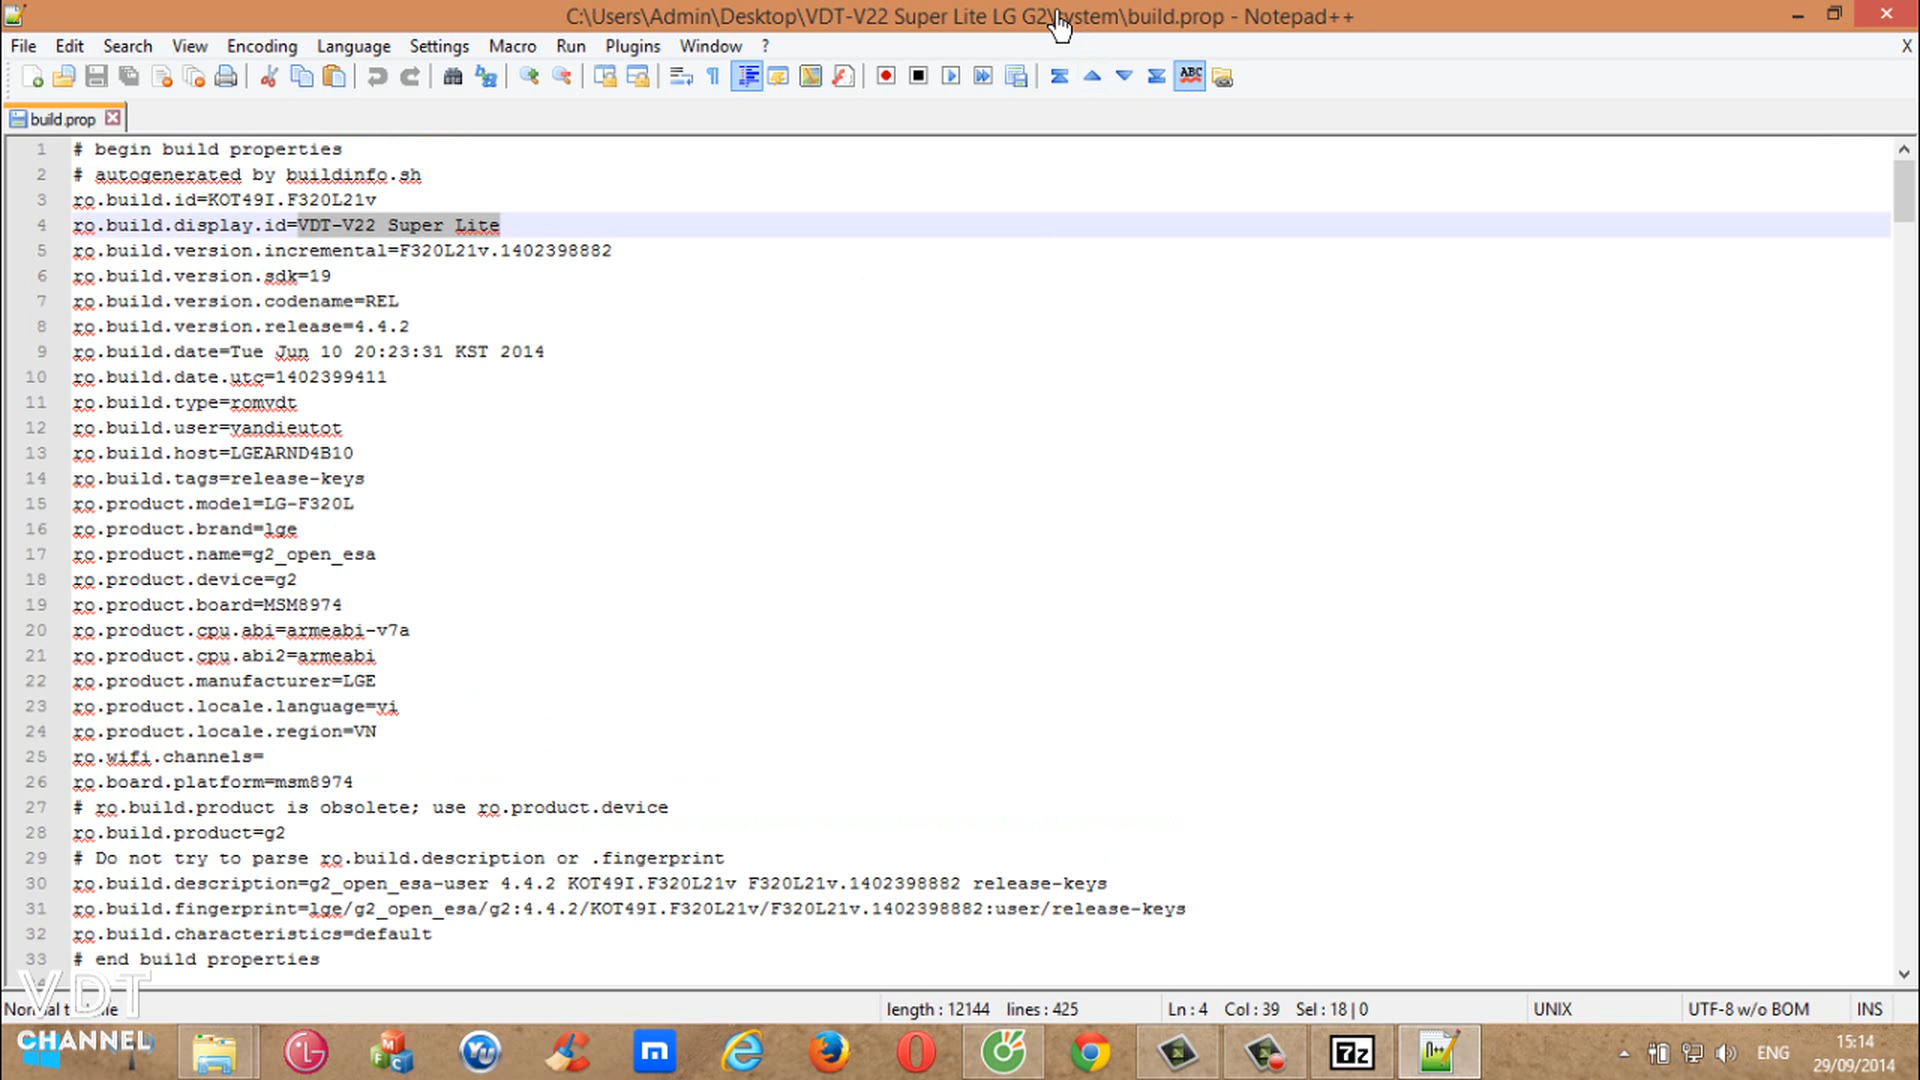 C:\Users\Admin\Desktop\VDT-V22 Super Lite LG G2\system\build.prop - Notepad++
File Edit Search View Encoding Language Settings Macro Run Plugins Window ? X
build.prop
1 # begin build properties
2 # autogenerated by buildinfo.sh
3 ro.build.id=KOT49I.F320L21v
4 ro.build.display.id=VDT-V22 Super Lite
5 ro.build.version.incremental=F320L21v.1402398882
6 ro.build.version.sdk=19
7 ro.build.version.codename=REL
8 ro.build.version.release=4.4.2
9 ro.build.date=Tue Jun 10 20:23:31 KST 2014
10 ro.build.date.utc=1402399411
11 ro.build.type=romvdt
12 ro.build.user=vandieutot
13 ro.build.host=LGEARND4B10
14 ro.build.tags=release-keys
15 ro.product.model=LG-F320L
16 ro.product.brand=lge
17 ro.product.name=g2_open_esa
18 ro.product.device=g2
19 ro.product.board=MSM8974
20 ro.product.cpu.abi=armeabi-v7a
21 ro.product.cpu.abi2=armeabi
22 ro.product.manufacturer=LGE
23 ro.product.locale.language=vi
24 ro.product.locale.region=VN
25 ro.wifi.channels=
26 ro.board.platform=msm8974
27 # ro.build.product is obsolete; use ro.product.device
28 ro.build.product=g2
29 # Do not try to parse ro.build.description or .fingerprint
30 ro.build.description=g2_open_esa-user 4.4.2 KOT49I.F320L21v F320L21v.1402398882 release-keys
31 ro.build.fingerprint=lge/g2_open_esa/g2:4.4.2/KOT49I.F320L21v/F320L21v.1402398882:user/release-keys
32 ro.build.characteristics=default
33 # end build properties
VDT
CHANNEL
length : 12144 lines : 425 Ln : 4 Col : 39 Sel : 18 | 0 UNIX UTF-8 w/o BOM INS
ENG
15:14
29/09/2014